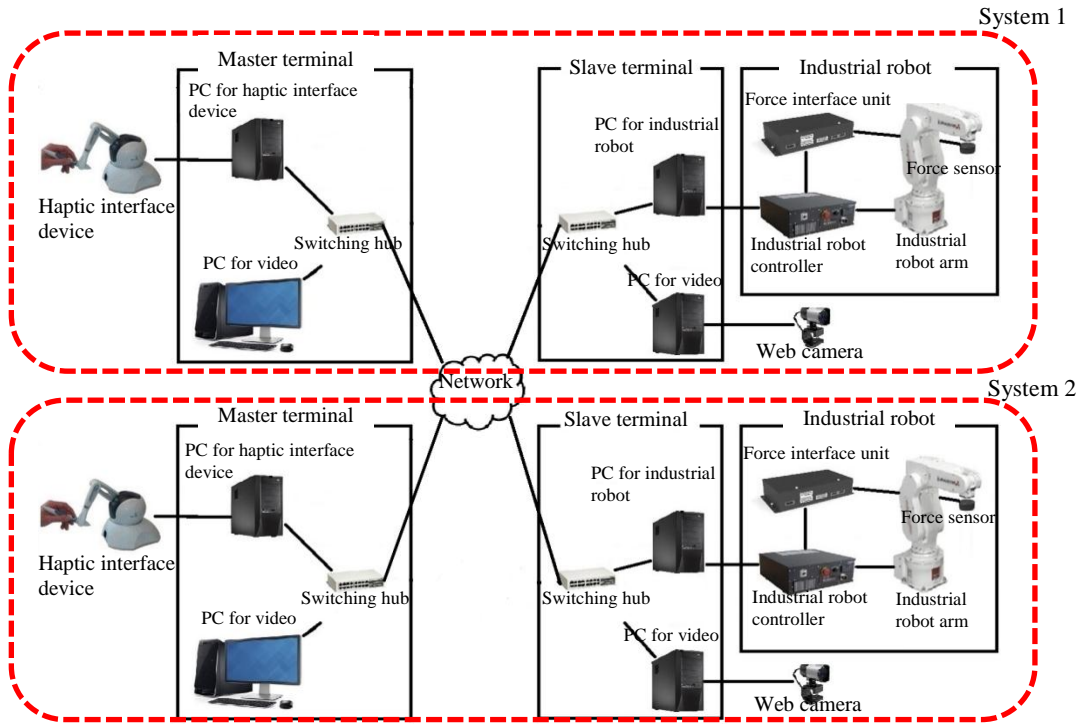 System 1
Master terminal
Slave terminal
Industrial robot
PC for haptic interface
device
PC for industrial
robot
Force interface unit
Force sensor
Haptic interface
device
Switching hub
Switching hub
Industrial robot
controller
Industrial
robot arm
PC for video
PC for video
Web camera
Network
System 2
Master terminal
Slave terminal
Industrial robot
PC for haptic interface
device
PC for industrial
robot
Force interface unit
Force sensor
Haptic interface
device
Switching hub
Switching hub
Industrial robot
controller
Industrial
robot arm
PC for video
PC for video
Web camera